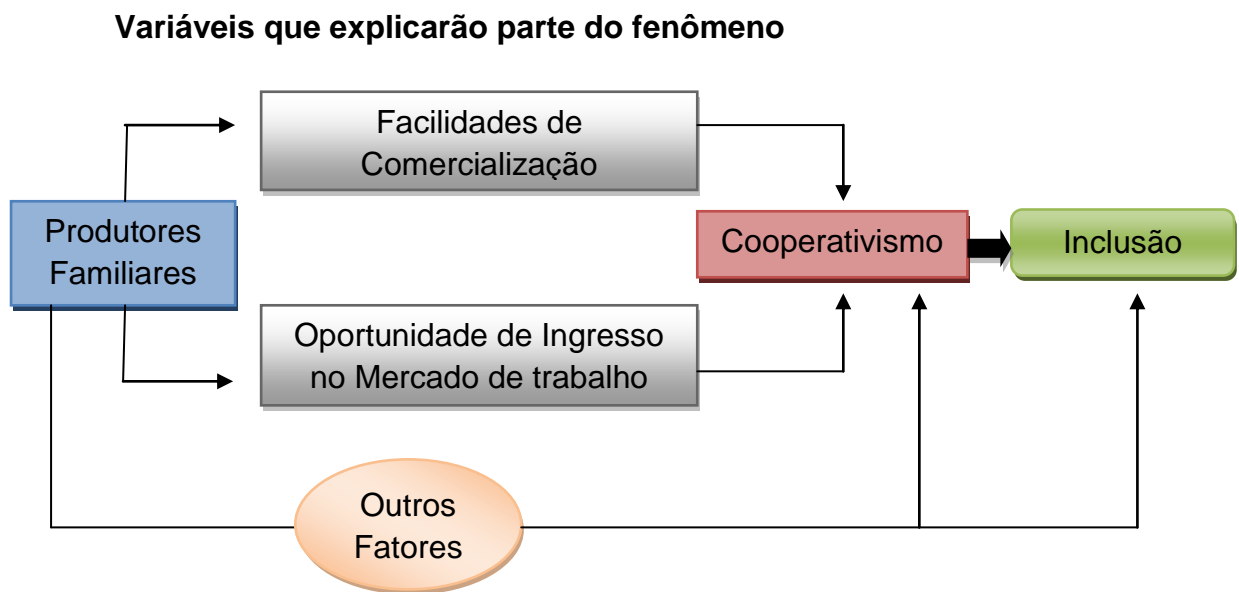 Variáveis que explicarão parte do fenômeno
Facilidades de
Comercialização
Produtores
Familiares
Cooperativismo
Inclusão
Oportunidade de Ingresso
no Mercado de trabalho
Outros
Fatores